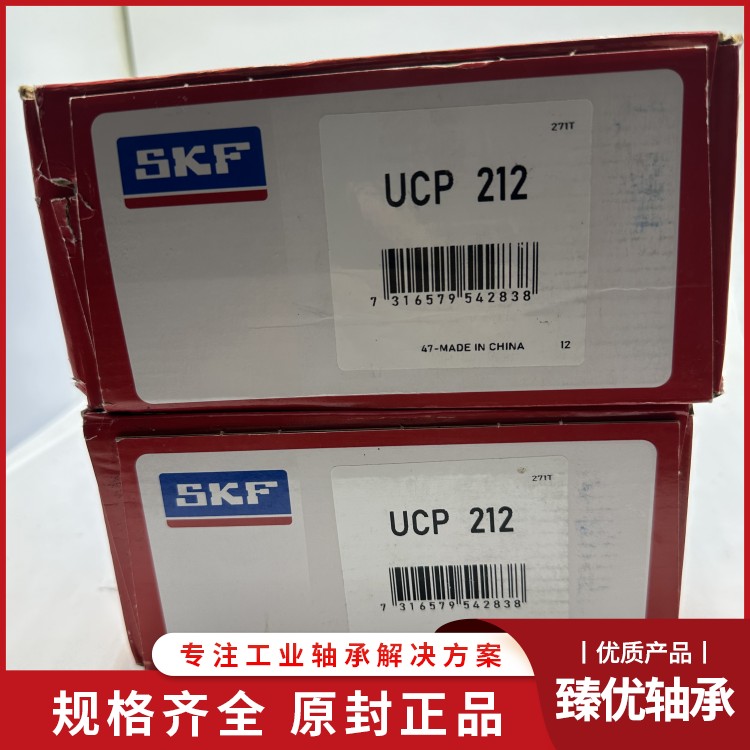 271T
SKF
UCP 212
7 316579 542838
47-MADE IN CHINA 12
271T
SKF
UCP 212
7 316579 542838
专注工业轴承解决方案
优质产品
规格齐全 原封正品
臻优轴承